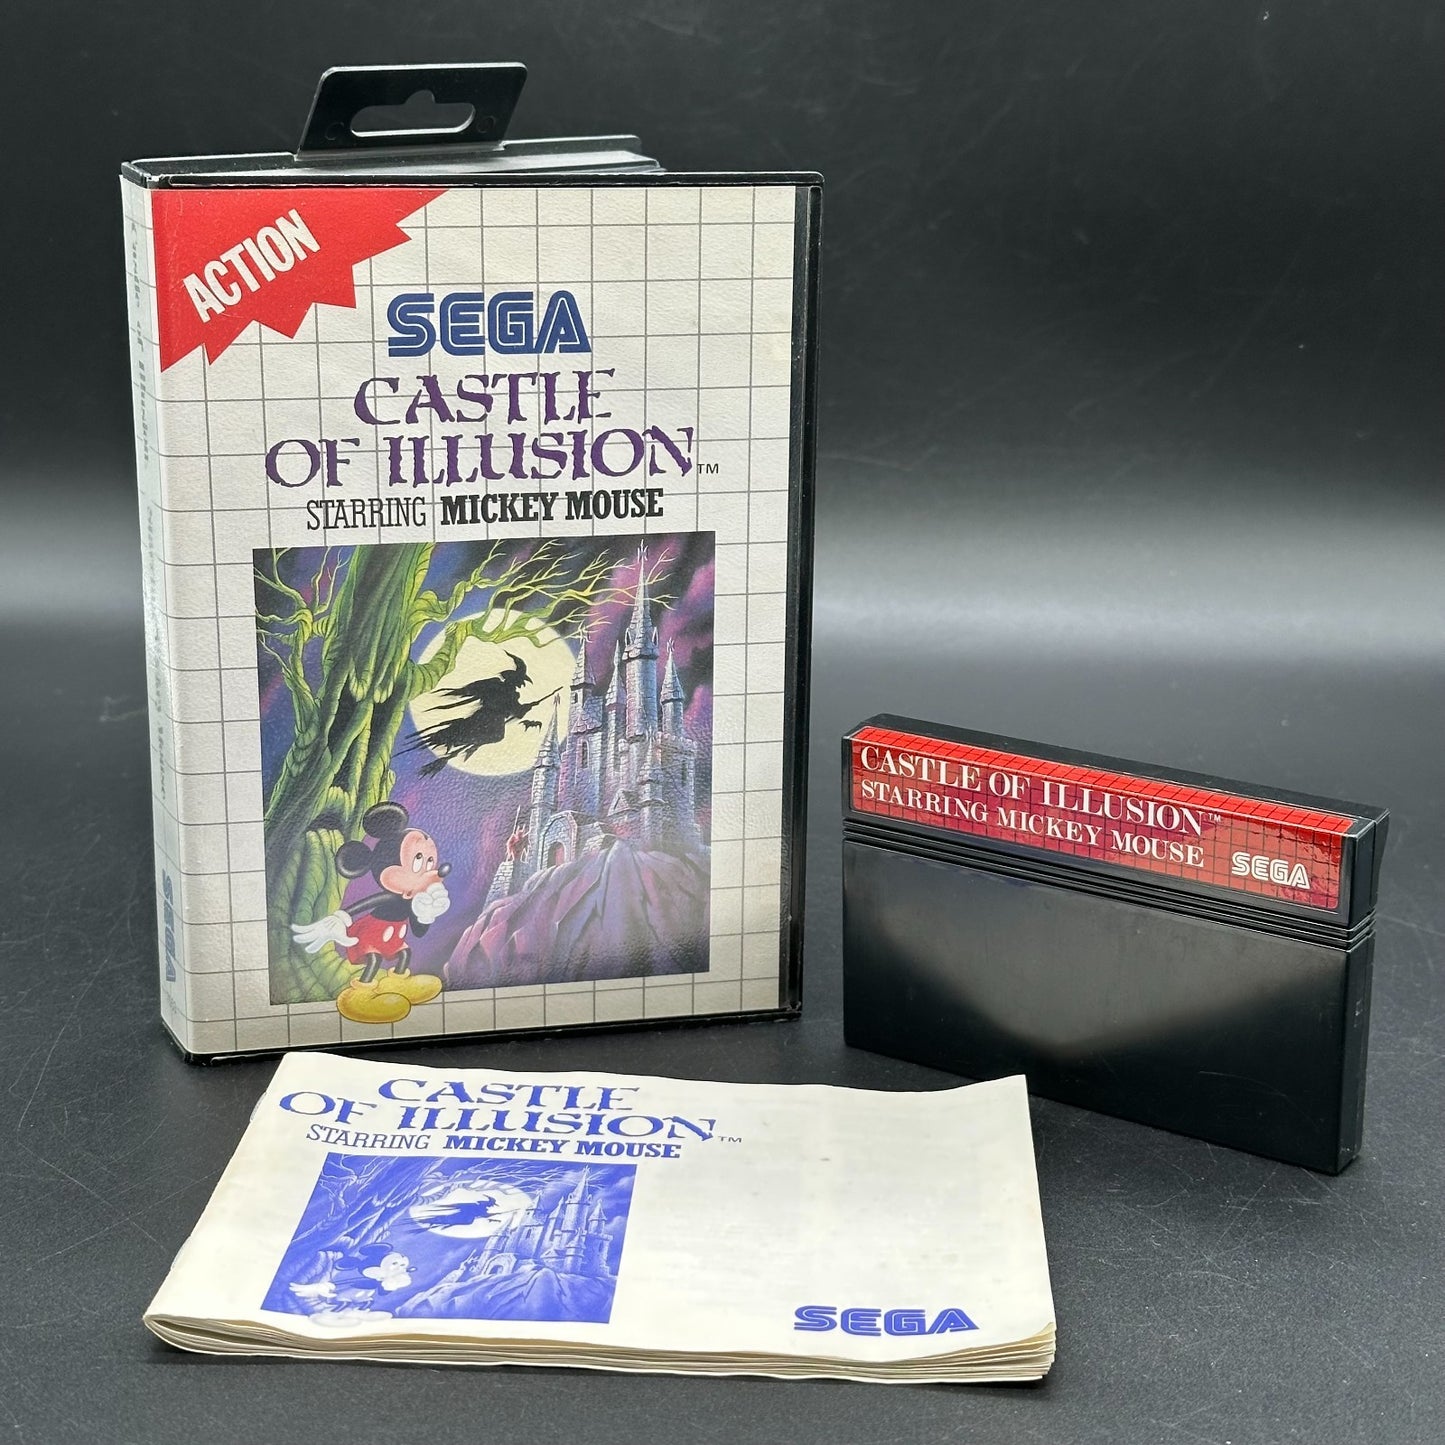 ACTION
SEGA
CASTLE
OF ILLUSION™
STARRING MICKEY MOUSE
SEGA
CASTLE OF ILLUSION™
STARRING MICKEY MOUSE
SEGA
CASTLE
OF ILLUSION™
STARRING MICKEY MOUSE
SEGA